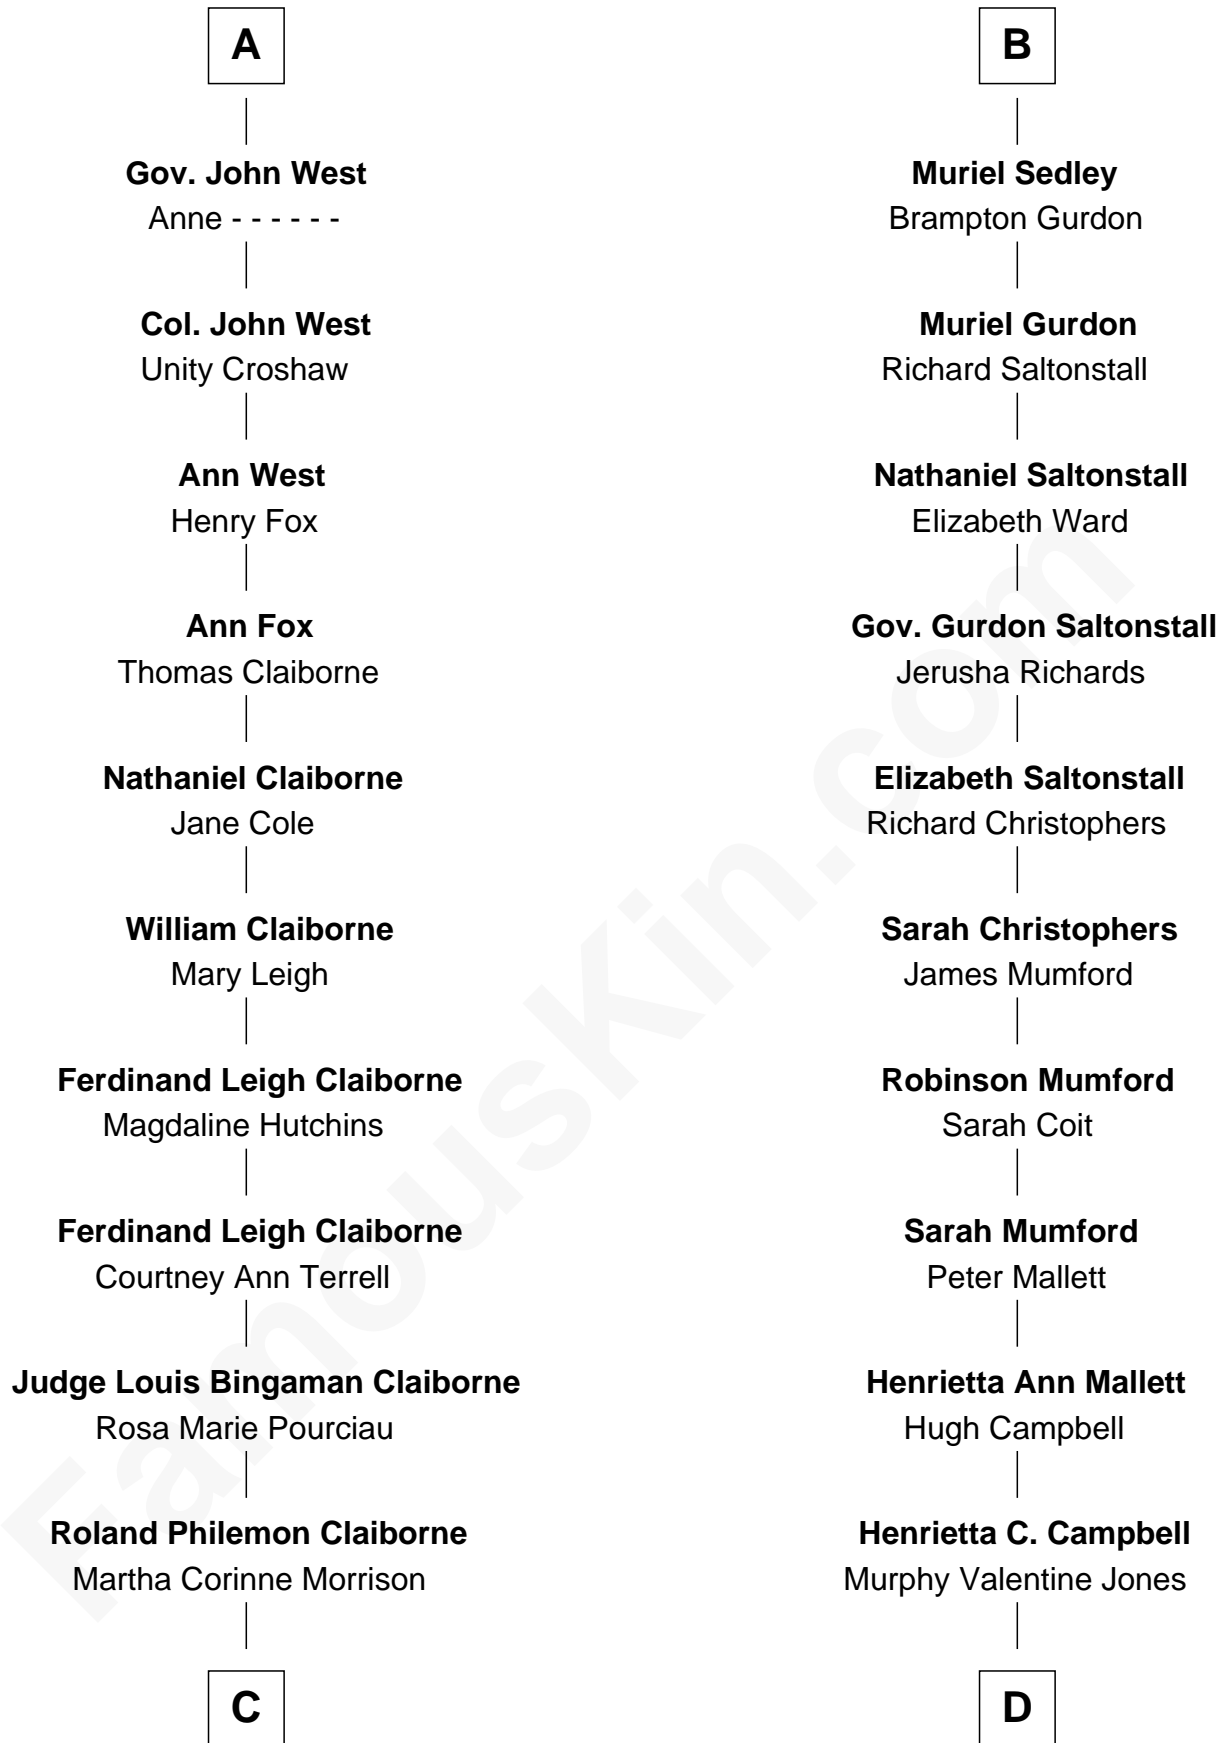 A
Gov. John West
Anne - - - - - -
Col. John West
Unity Croshaw
Ann West
Henry Fox
Ann Fox
Thomas Claiborne
Nathaniel Claiborne
Jane Cole
William Claiborne
Mary Leigh
Ferdinand Leigh Claiborne
Magdaline Hutchins
Ferdinand Leigh Claiborne
Courtney Ann Terrell
Judge Louis Bingaman Claiborne
Rosa Marie Pourciau
Roland Philemon Claiborne
Martha Corinne Morrison
C
B
Muriel Sedley
Brampton Gurdon
Muriel Gurdon
Richard Saltonstall
Nathaniel Saltonstall
Elizabeth Ward
Gov. Gurdon Saltonstall
Jerusha Richards
Elizabeth Saltonstall
Richard Christophers
Sarah Christophers
James Mumford
Robinson Mumford
Sarah Coit
Sarah Mumford
Peter Mallett
Henrietta Ann Mallett
Hugh Campbell
Henrietta C. Campbell
Murphy Valentine Jones
D
FamousKin.com